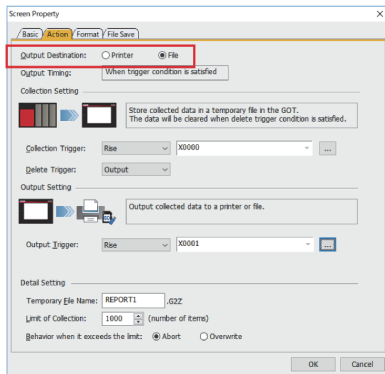 Screen Property
Basic Action Format File Save
Output Destination: Printer File
Output Timing: When trigger condition is satisfied
Collection Setting
Store collected data in a temporary file in the GOT.
The data will be cleared when delete trigger condition is satisfied.
Collection Trigger: Rise X0000 ...
Delete Trigger: Output
Output Setting
Output collected data to a printer or file.
Output Trigger: Rise X0001 ...
Detail Setting
Temporary File Name: REPORT1 .G2Z
Limit of Collection: 1000 (number of items)
Behavior when it exceeds the limit: Abort Overwrite
OK Cancel